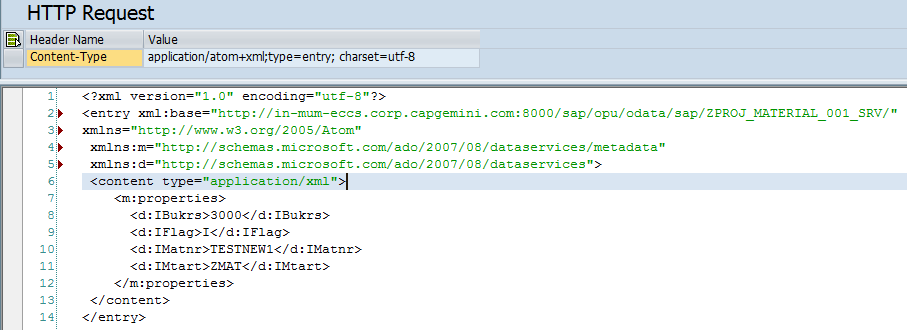 HTTP Request
Header Name Value
Content-Type application/atom+xml;type=entry; charset=utf-8
1 <?xml version="1.0" encoding="utf-8"?>
2 <entry xml:base="http://in-mum-eccs.corp.capgemini.com:8000/sap/opu/odata/sap/ZPROJ_MATERIAL_001_SRV/"
3 xmlns="http://www.w3.org/2005/Atom"
4 xmlns:m="http://schemas.microsoft.com/ado/2007/08/dataservices/metadata"
5 xmlns:d="http://schemas.microsoft.com/ado/2007/08/dataservices">
6 <content type="application/xml">
7 <m:properties>
8 <d:IBukrs>3000</d:IBukrs>
9 <d:IFlag>I</d:IFlag>
10 <d:IMatnr>TESTNEW1</d:IMatnr>
11 <d:IMtart>ZMAT</d:IMtart>
12 </m:properties>
13 </content>
14 </entry>